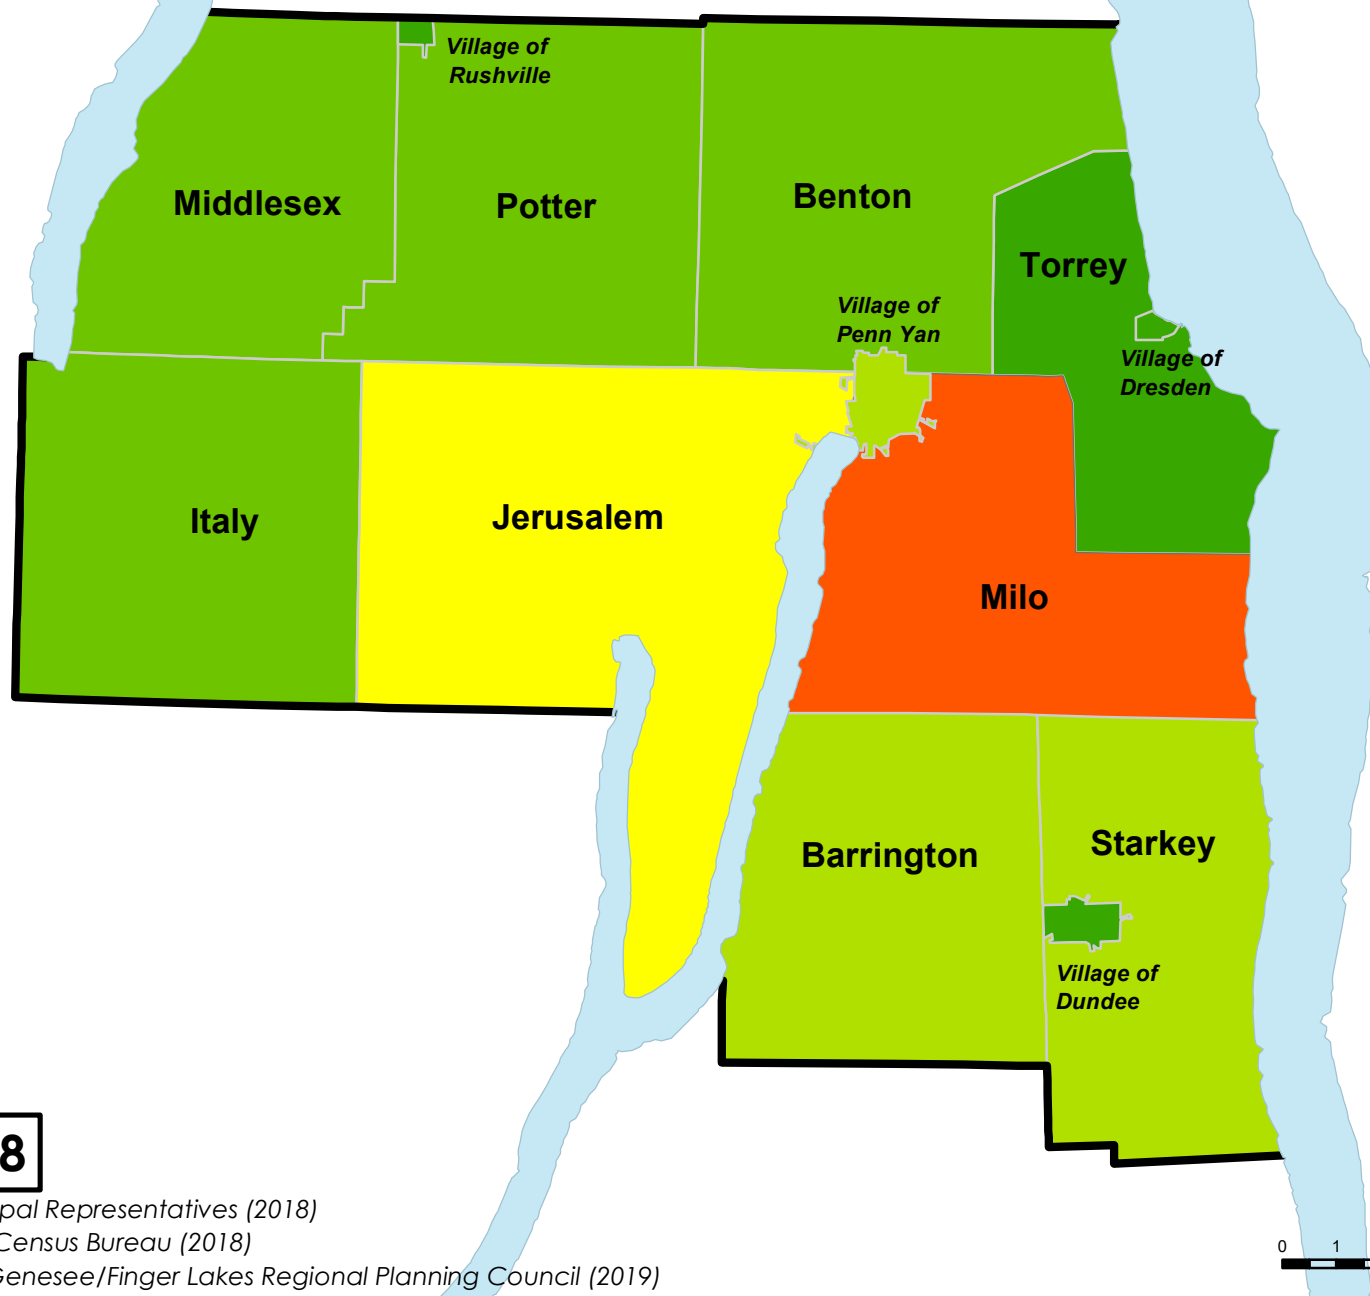 Village of
Rushville
Middlesex
Potter
Benton
Torrey
Village of
Penn Yan
Village of
Dresden
Italy
Jerusalem
Milo
Barrington
Starkey
Village of
Dundee
8
pal Representatives (2018)
Census Bureau (2018)
Genesee/Finger Lakes Regional Planning Council (2019)
0 1